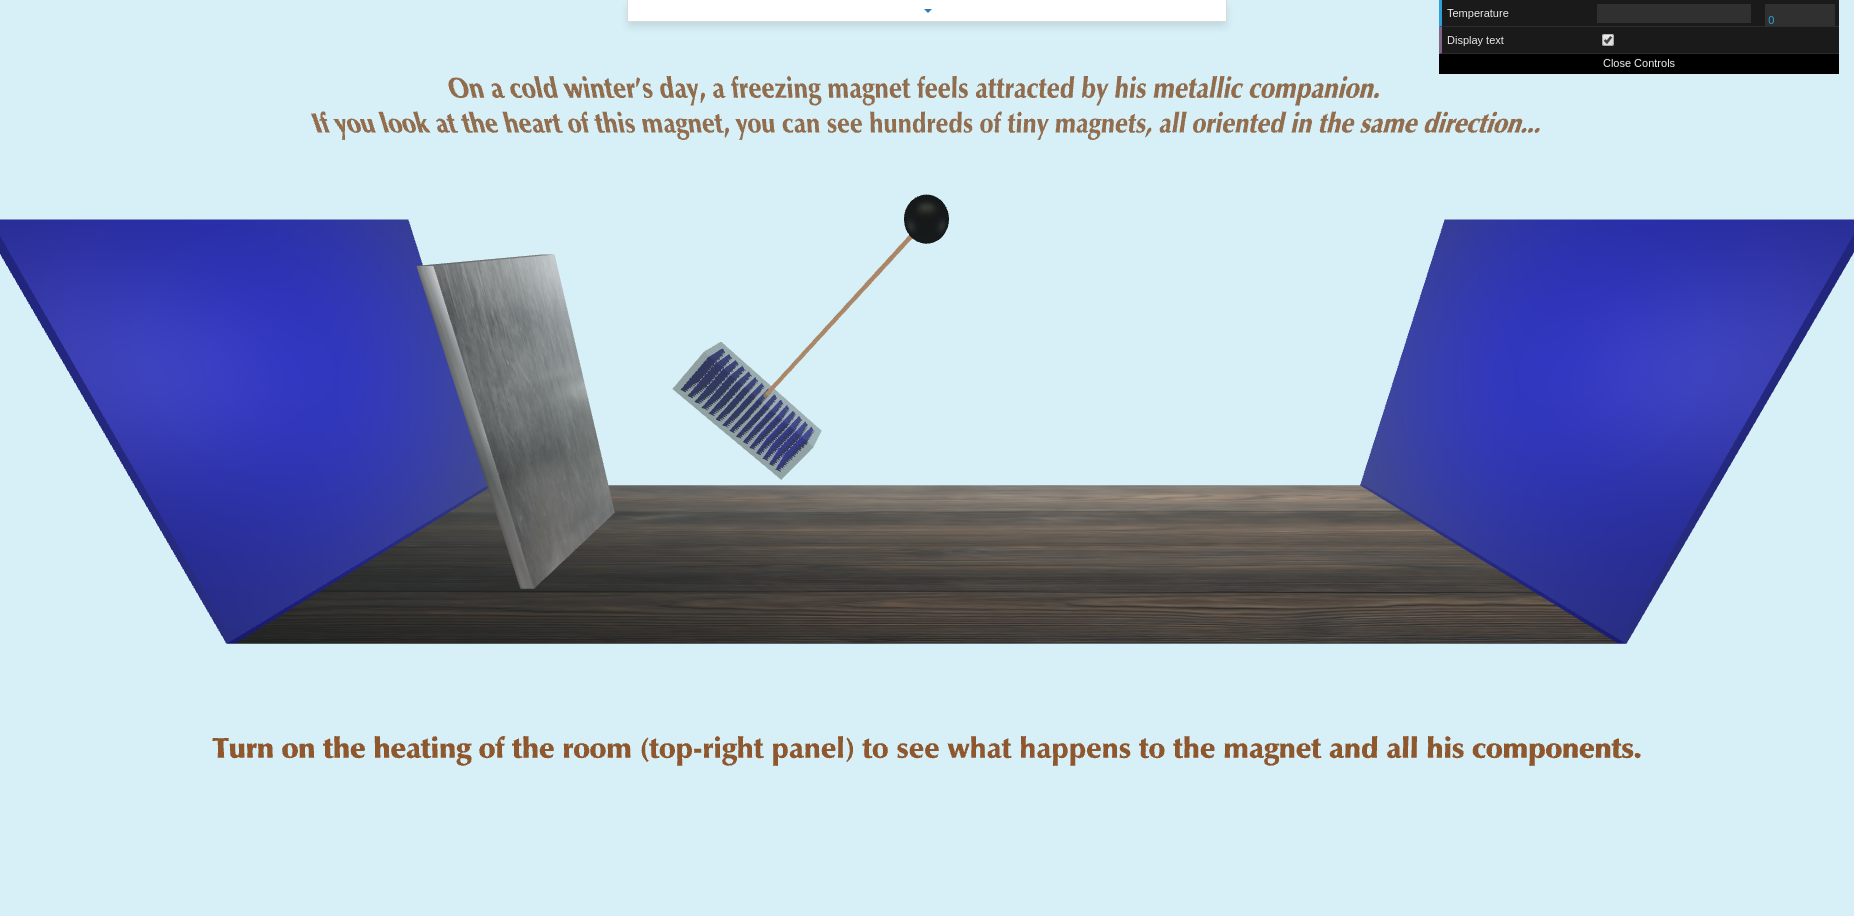 Temperature
0
Display text
Close Controls
On a cold winter's day, a freezing magnet feels attracted by his metallic companion.
If you look at the heart of this magnet, you can see hundreds of tiny magnets, all oriented in the same direction...
Turn on the heating of the room (top-right panel) to see what happens to the magnet and all his components.